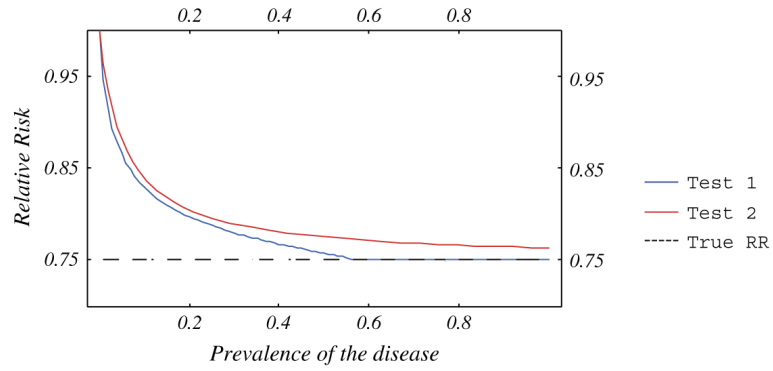 0.2 0.4 0.6 0.8
0.95 0.95
0.85 0.85
0.75 0.75
Relative Risk
0.2 0.4 0.6 0.8
Prevalence of the disease
Test 1
Test 2
True RR